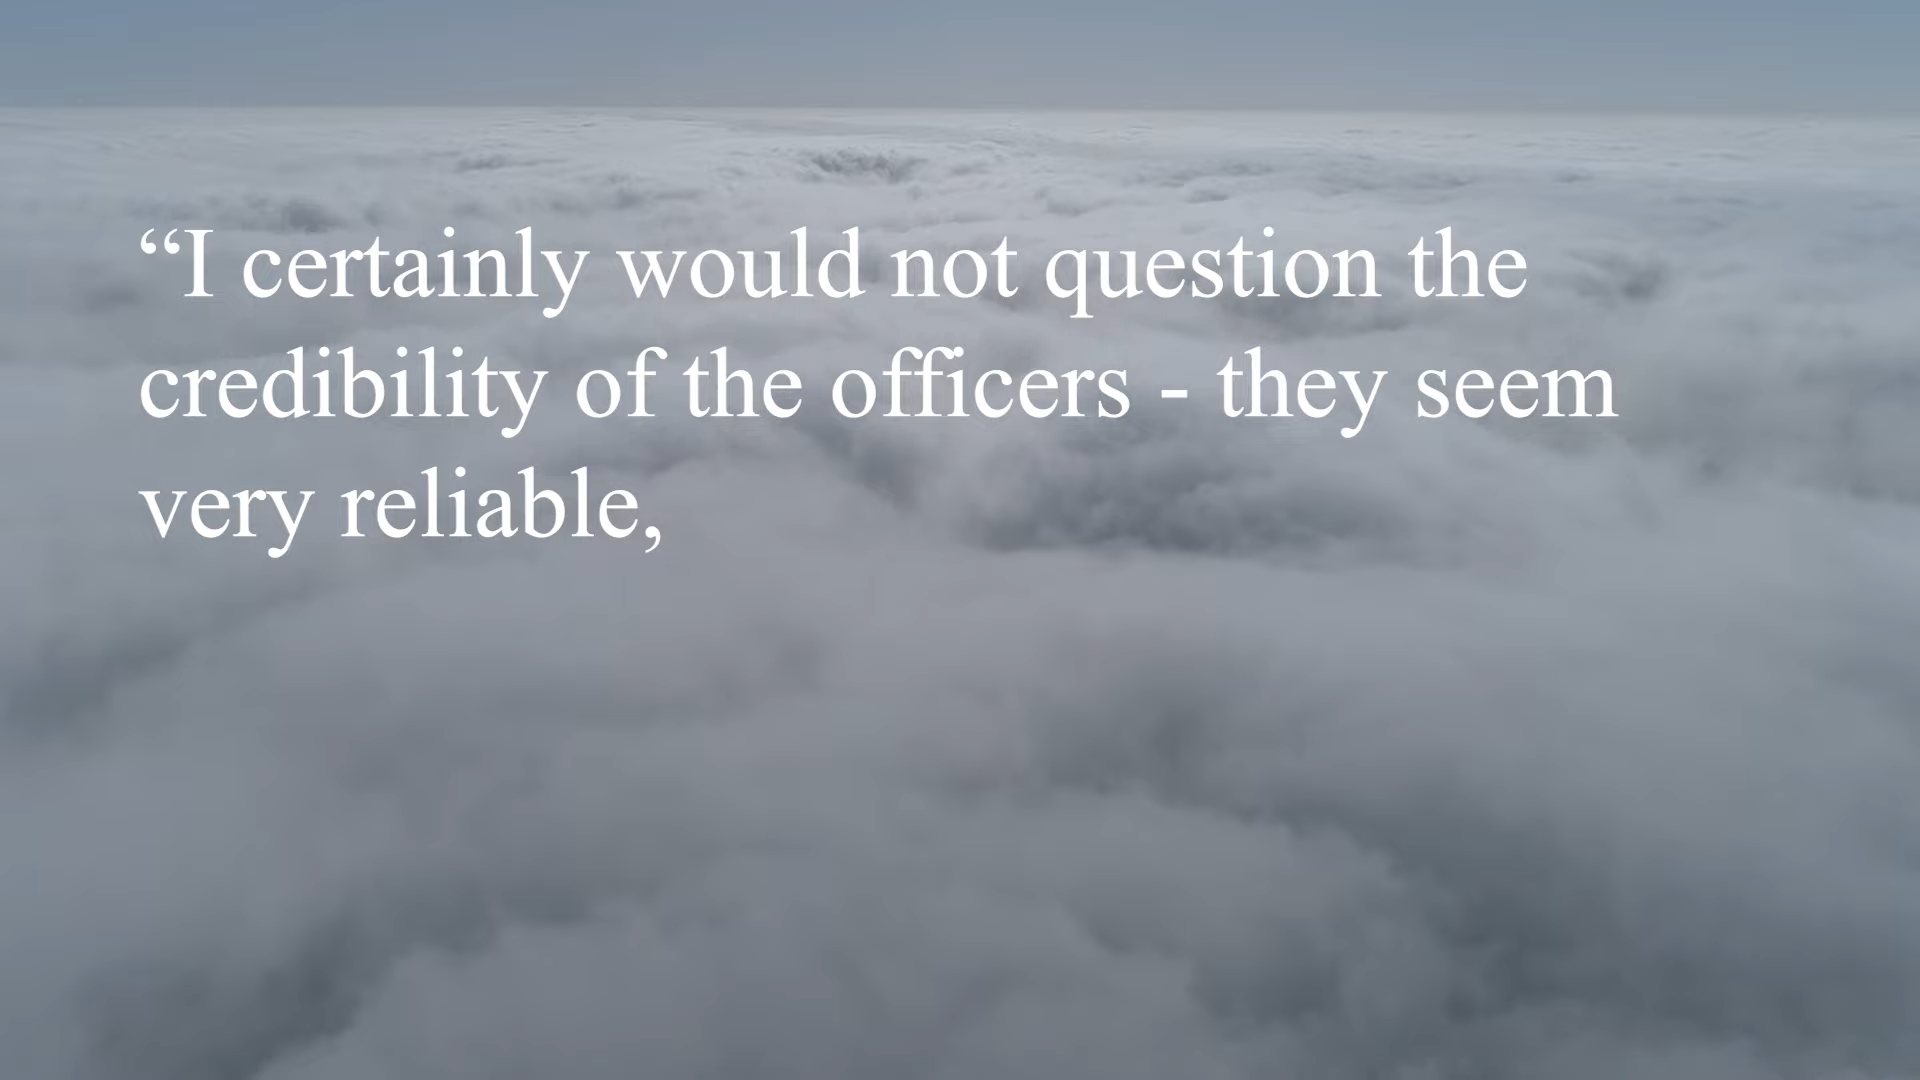 “I certainly would not question the
credibility of the officers - they seem
very reliable,